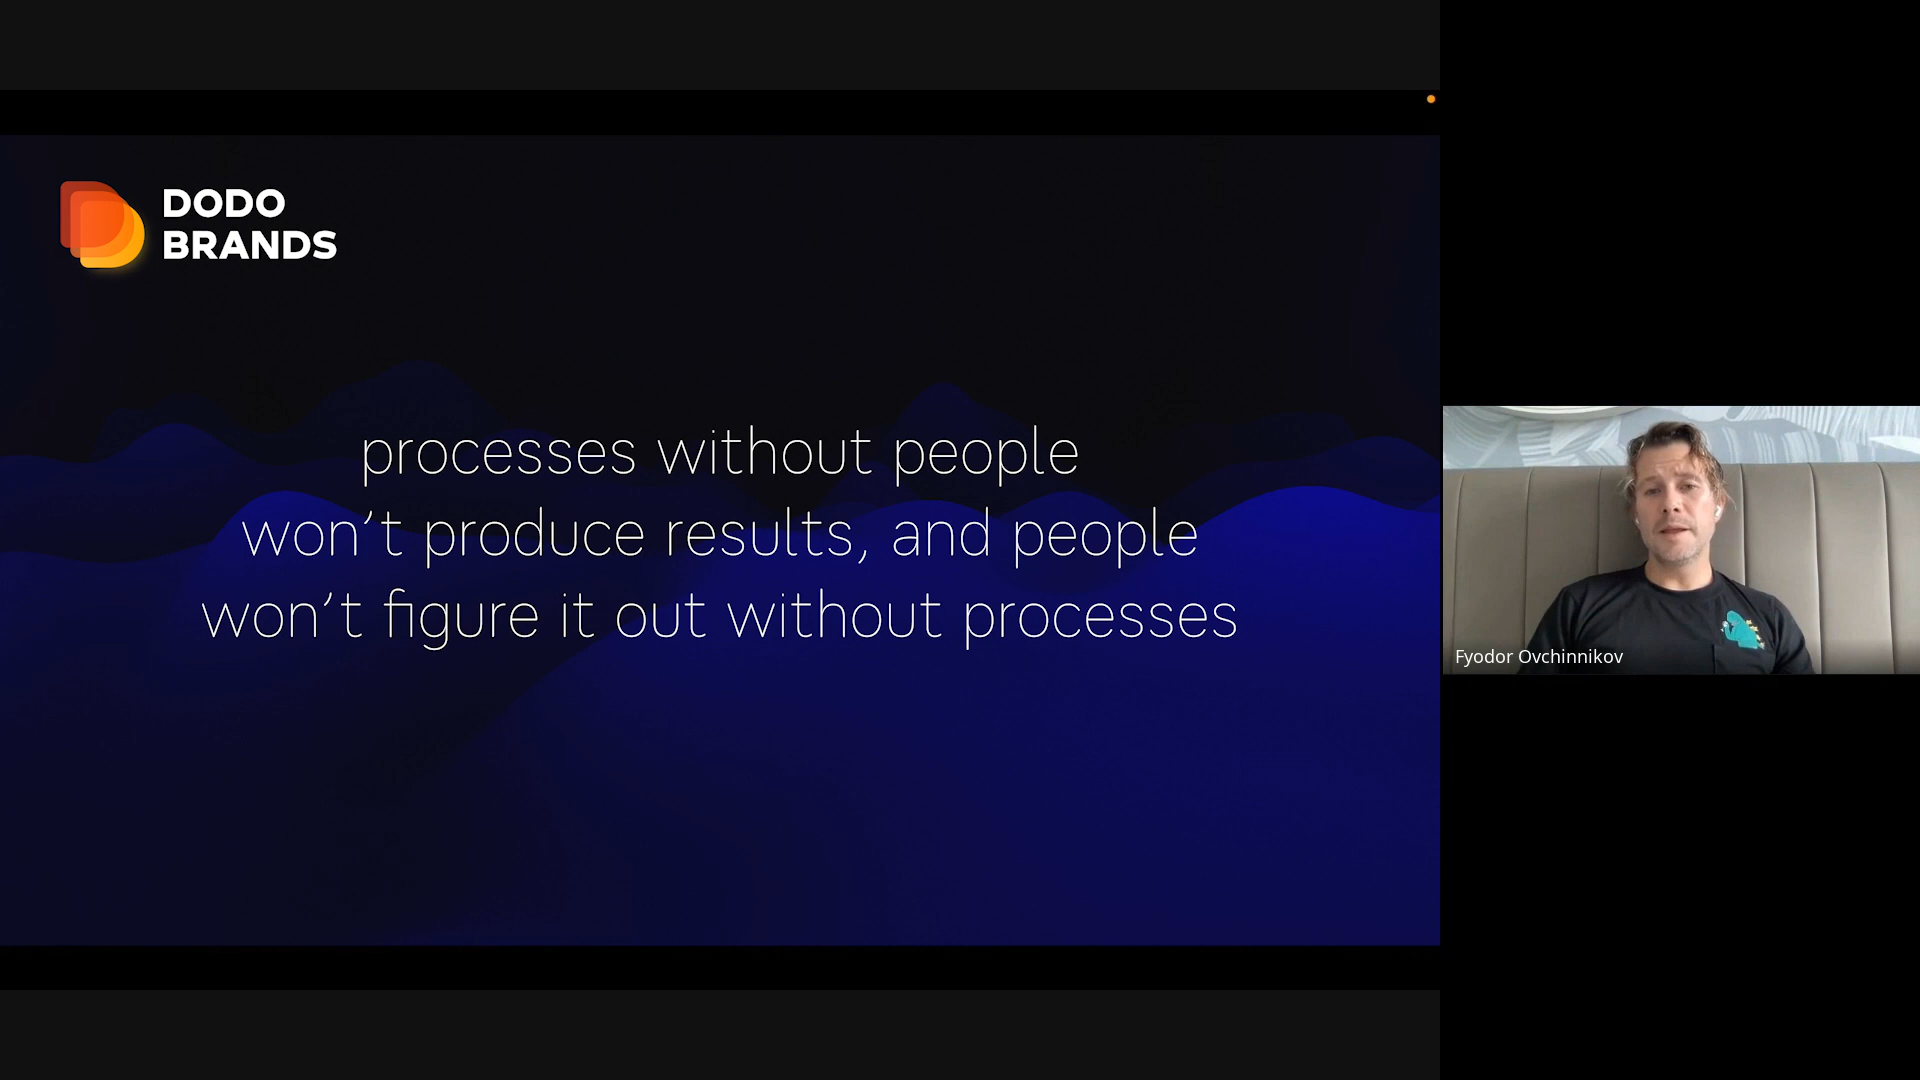 DODO
BRANDS
processes without people
won’t produce results, and people
won’t figure it out without processes
Fyodor Ovchinnikov